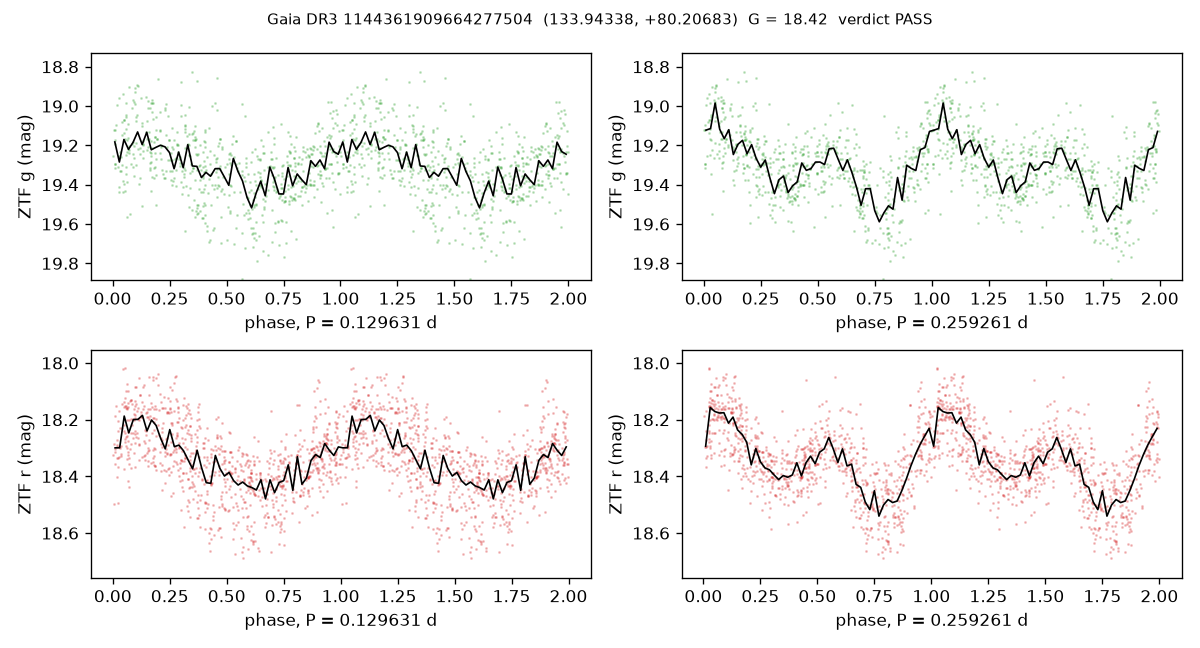 Gaia DR3 1144361909664277504 (133.94338, +80.20683) G = 18.42 verdict PASS
ZTF g (mag)
18.8
19.0
19.2
19.4
19.6
19.8
0.00 0.25 0.50 0.75 1.00 1.25 1.50 1.75 2.00
phase, P = 0.129631 d
ZTF g (mag)
18.8
19.0
19.2
19.4
19.6
19.8
0.00 0.25 0.50 0.75 1.00 1.25 1.50 1.75 2.00
phase, P = 0.259261 d
ZTF r (mag)
18.0
18.2
18.4
18.6
0.00 0.25 0.50 0.75 1.00 1.25 1.50 1.75 2.00
phase, P = 0.129631 d
ZTF r (mag)
18.0
18.2
18.4
18.6
0.00 0.25 0.50 0.75 1.00 1.25 1.50 1.75 2.00
phase, P = 0.259261 d